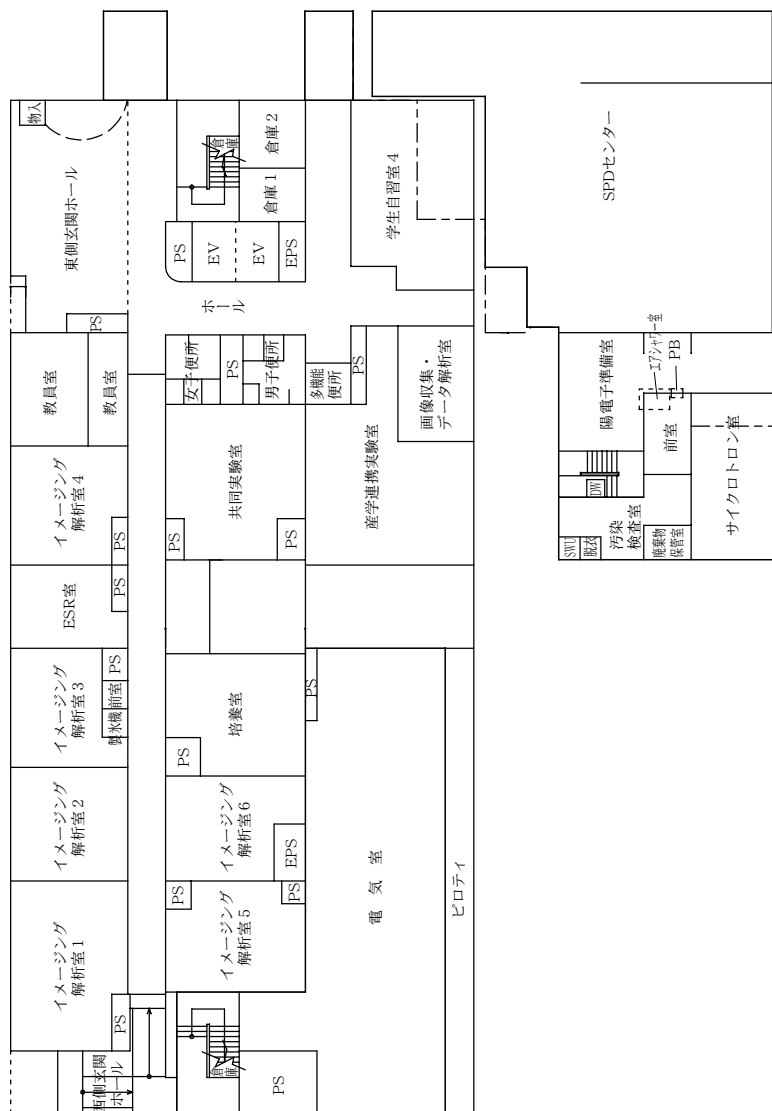 西側玄関
ホール
PS
イメージング
解析室1
イメージング
解析室2
イメージング
解析室3
製氷機
前室
PS
ESR室
PS
イメージング
解析室4
PS
教員室
教員室
PS
東側玄関ホール
物入
倉庫
PS
イメージング
解析室5
PS
PS
イメージング
解析室6
EPS
培養室
PS
共同実験室
PS
PS
女子便所
PS
男子便所
多機能
便所
ホール
PS
EV
EV
EPS
倉庫
倉庫1
倉庫2
電気室
PS
ピロティ
産学連携実験室
PS
画像収集・
データ解析室
学生自習室4
SWU
脱衣
DW
汚染
検査室
廃棄物
保管室
陽電子準備室
エアシャワー室
PB
前室
サイクロトロン室
SPDセンター